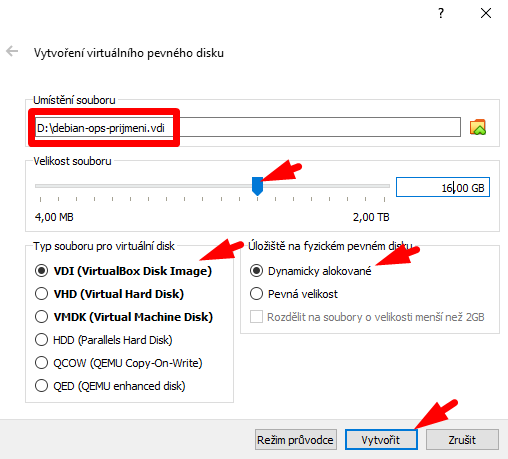 ?
Vytvoření virtuálního pevného disku
Umístění souboru
D:\debian-ops-prijmeni.vdi
Velikost souboru
16,00 GB
4,00 MB 2,00 TB
Typ souboru pro virtuální disk
VDI (VirtualBox Disk Image)
VHD (Virtual Hard Disk)
VMDK (Virtual Machine Disk)
HDD (Parallels Hard Disk)
QCOW (QEMU Copy-On-Write)
QED (QEMU enhanced disk)
Úložiště na fyzickém pevném disku
Dynamicky alokované
Pevná velikost
Rozdělit na soubory o velikosti menší než 2GB
Režim průvodce Vytvořit Zrušit